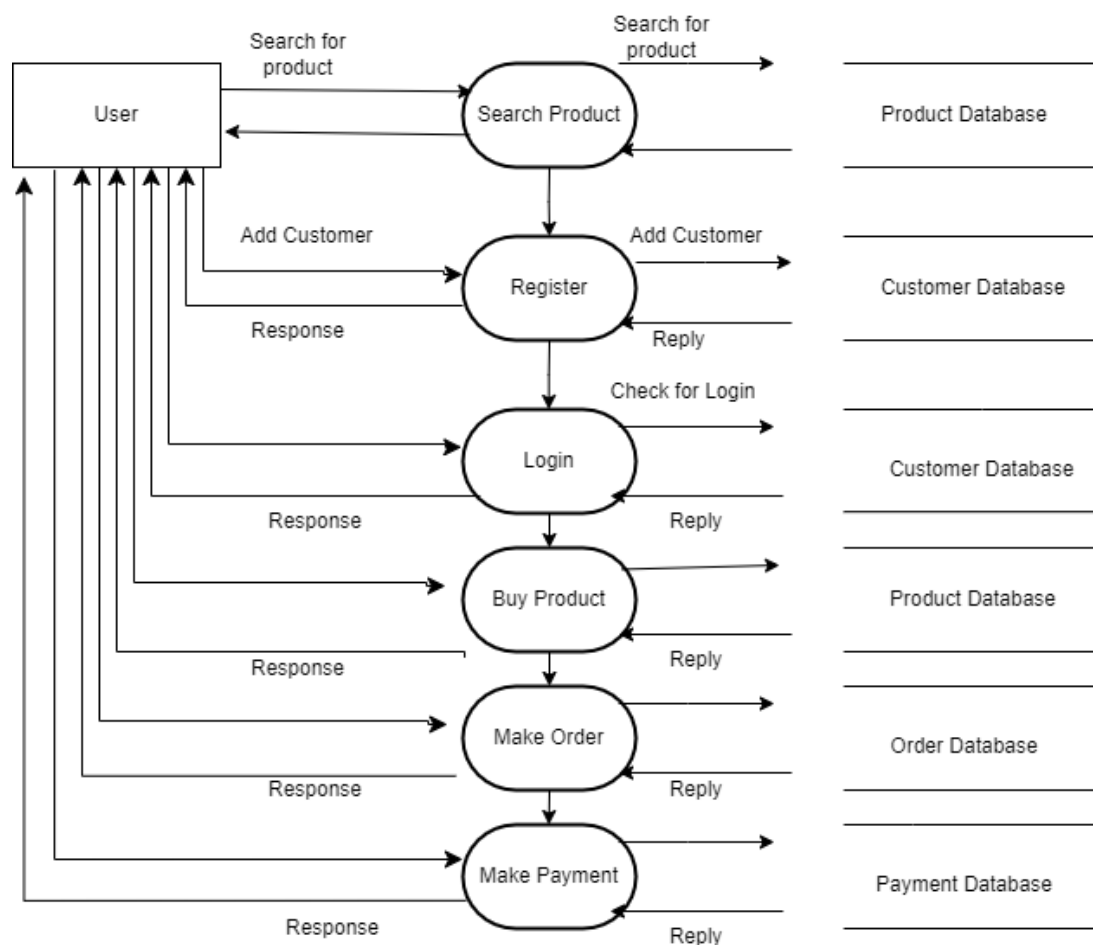 Search for
product
Search for
product
User
Search Product
Product Database
Add Customer
Add Customer
Register
Customer Database
Response
Reply
Check for Login
Login
Customer Database
Response
Reply
Buy Product
Product Database
Response
Reply
Make Order
Order Database
Response
Reply
Make Payment
Payment Database
Response
Reply